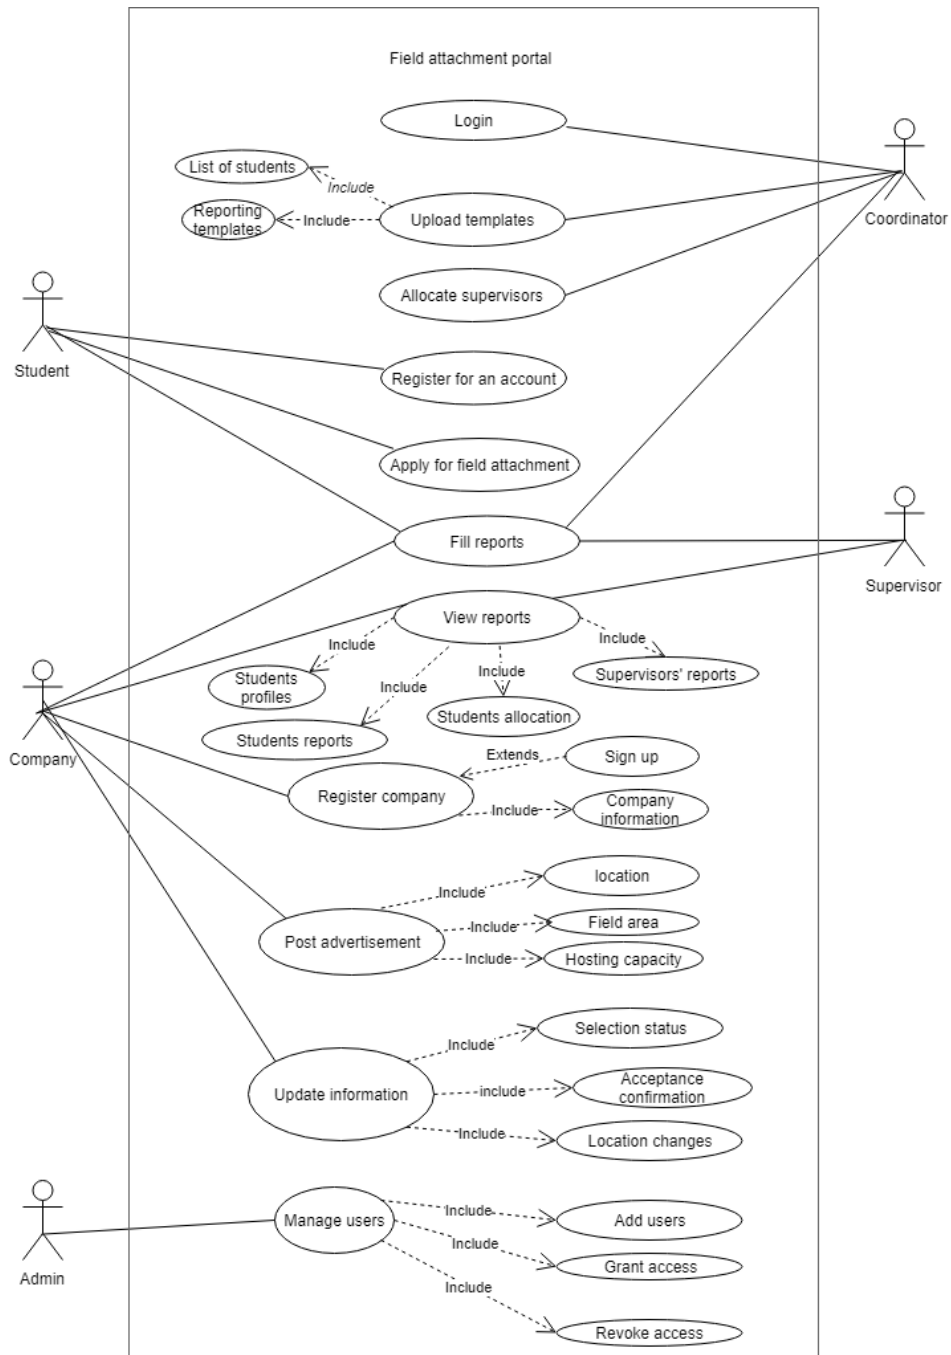 Field attachment portal
Login
List of students
Include
Coordinator
Reporting
templates
Include
Upload templates
Allocate supervisors
Student
Register for an account
Apply for field attachment
Fill reports
Supervisor
View reports
Include
Include
Students
profiles
Include
Include
Supervisors' reports
Students allocation
Students reports
Company
Extends
Sign up
Register company
Include
Company
information
location
Include
Field area
Include
Post advertisement
Include
Hosting capacity
Selection status
Include
Acceptance
confirmation
include
Update information
Include
Location changes
Include
Manage users
Add users
Include
Grant access
Admin
Include
Revoke access